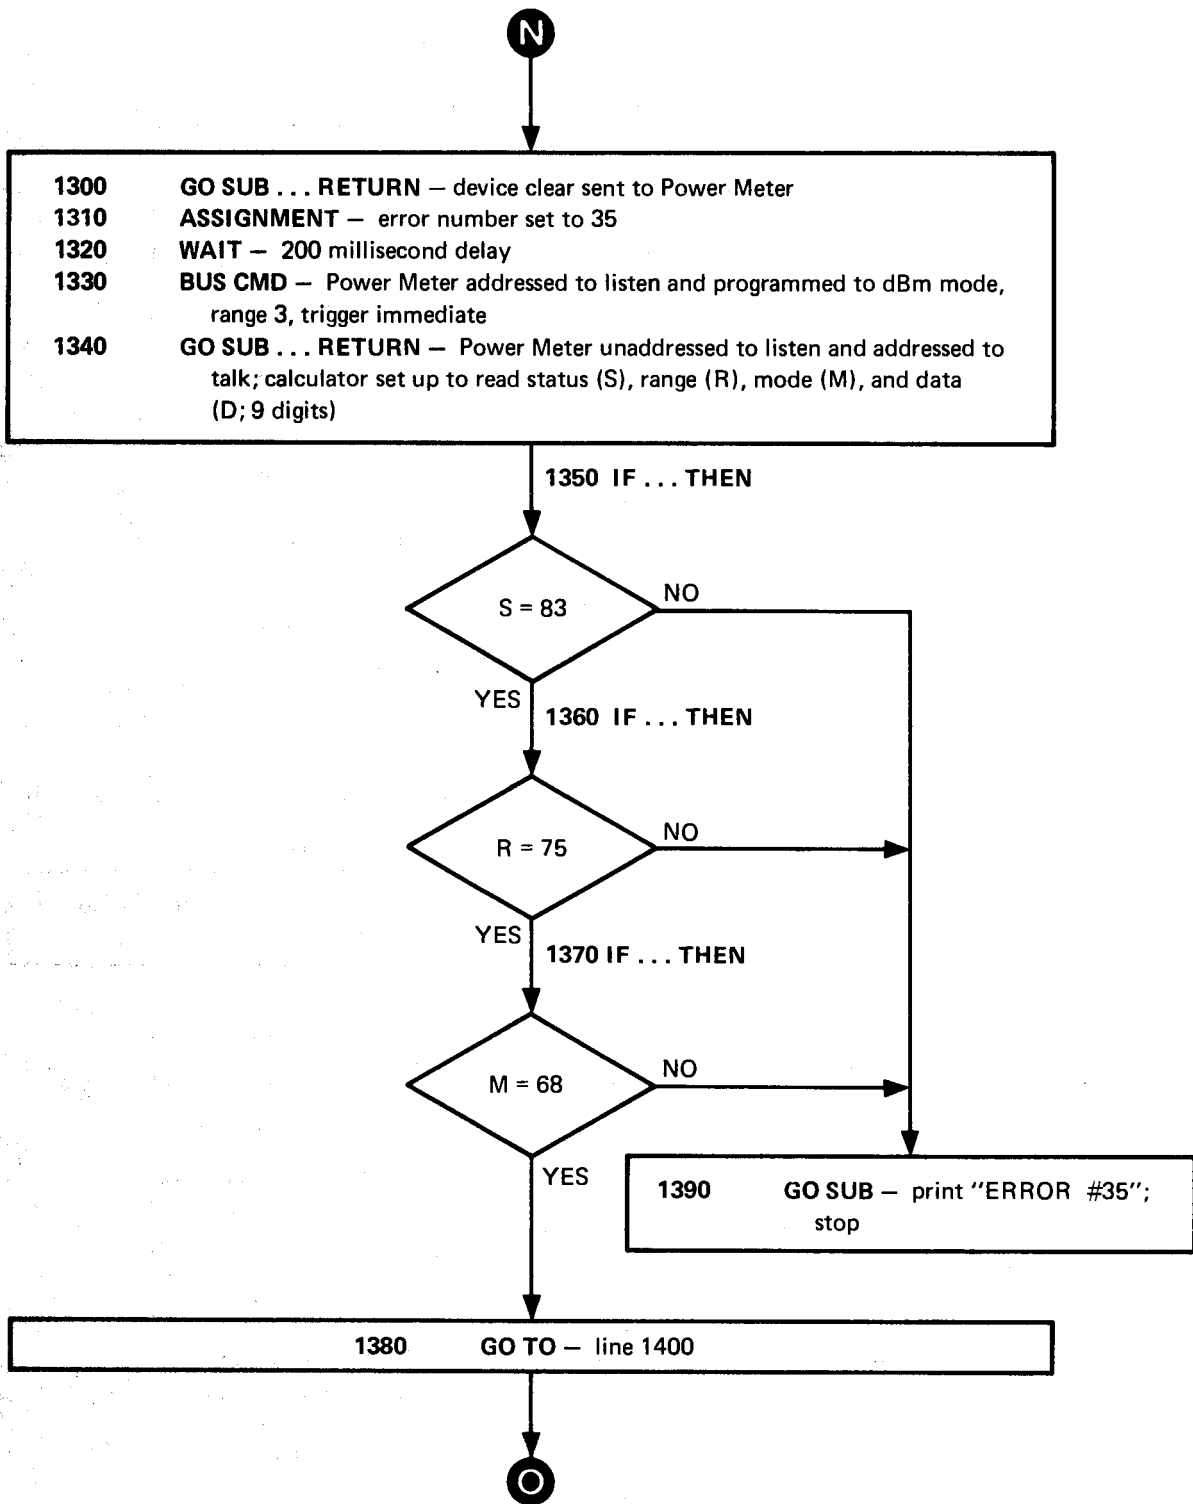 N
1300 GO SUB . . . RETURN — device clear sent to Power Meter
1310 ASSIGNMENT — error number set to 35
1320 WAIT — 200 millisecond delay
1330 BUS CMD — Power Meter addressed to listen and programmed to dBm mode,
range 3, trigger immediate
1340 GO SUB . . . RETURN — Power Meter unaddressed to listen and addressed to
talk; calculator set up to read status (S), range (R), mode (M), and data
(D; 9 digits)
1350 IF . . . THEN
S = 83
NO
YES
1360 IF . . . THEN
R = 75
NO
YES
1370 IF . . . THEN
M = 68
NO
YES
1390 GO SUB — print "ERROR #35";
stop
1380 GO TO — line 1400
O